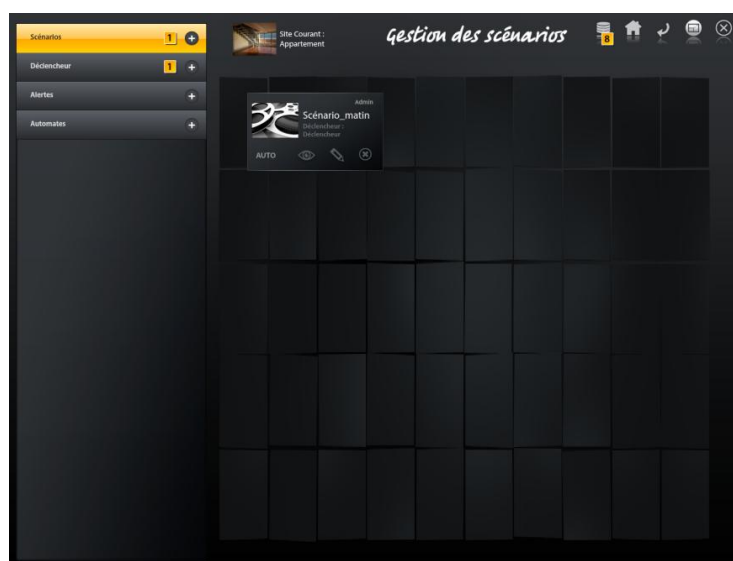 Scénarios 1
Déclencheur 1
Alertes
Automates
Site Courant :
Appartement
Gestion des scénarios
8
Admin
Scénario_matin
Déclencheur :
Déclencheur
AUTO